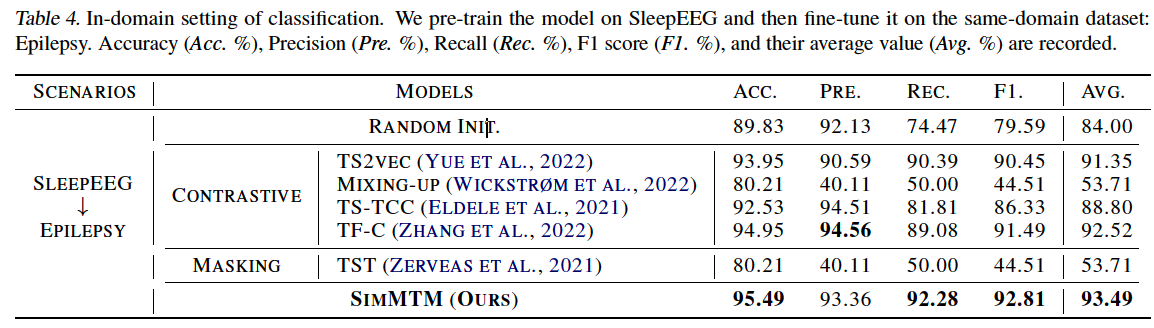 Table 4. In-domain setting of classification. We pre-train the model on SleepEEG and then fine-tune it on the same-domain dataset:
Epilepsy. Accuracy (Acc. %), Precision (Pre. %), Recall (Rec. %), F1 score (F1. %), and their average value (Avg. %) are recorded.
SCENARIOS MODELS ACC. PRE. REC. F1. AVG.
RANDOM INIT. 89.83 92.13 74.47 79.59 84.00
TS2VEC (YUE ET AL., 2022) 93.95 90.59 90.39 90.45 91.35
SLEEPEEG
↓
EPILEPSY
CONTRASTIVE
MIXING-UP (WICKSTRØM ET AL., 2022) 80.21 40.11 50.00 44.51 53.71
TS-TCC (ELDELE ET AL., 2021) 92.53 94.51 81.81 86.33 88.80
TF-C (ZHANG ET AL., 2022) 94.95 94.56 89.08 91.49 92.52
MASKING TST (ZERVEAS ET AL., 2021) 80.21 40.11 50.00 44.51 53.71
SIMMTM (OURS) 95.49 93.36 92.28 92.81 93.49